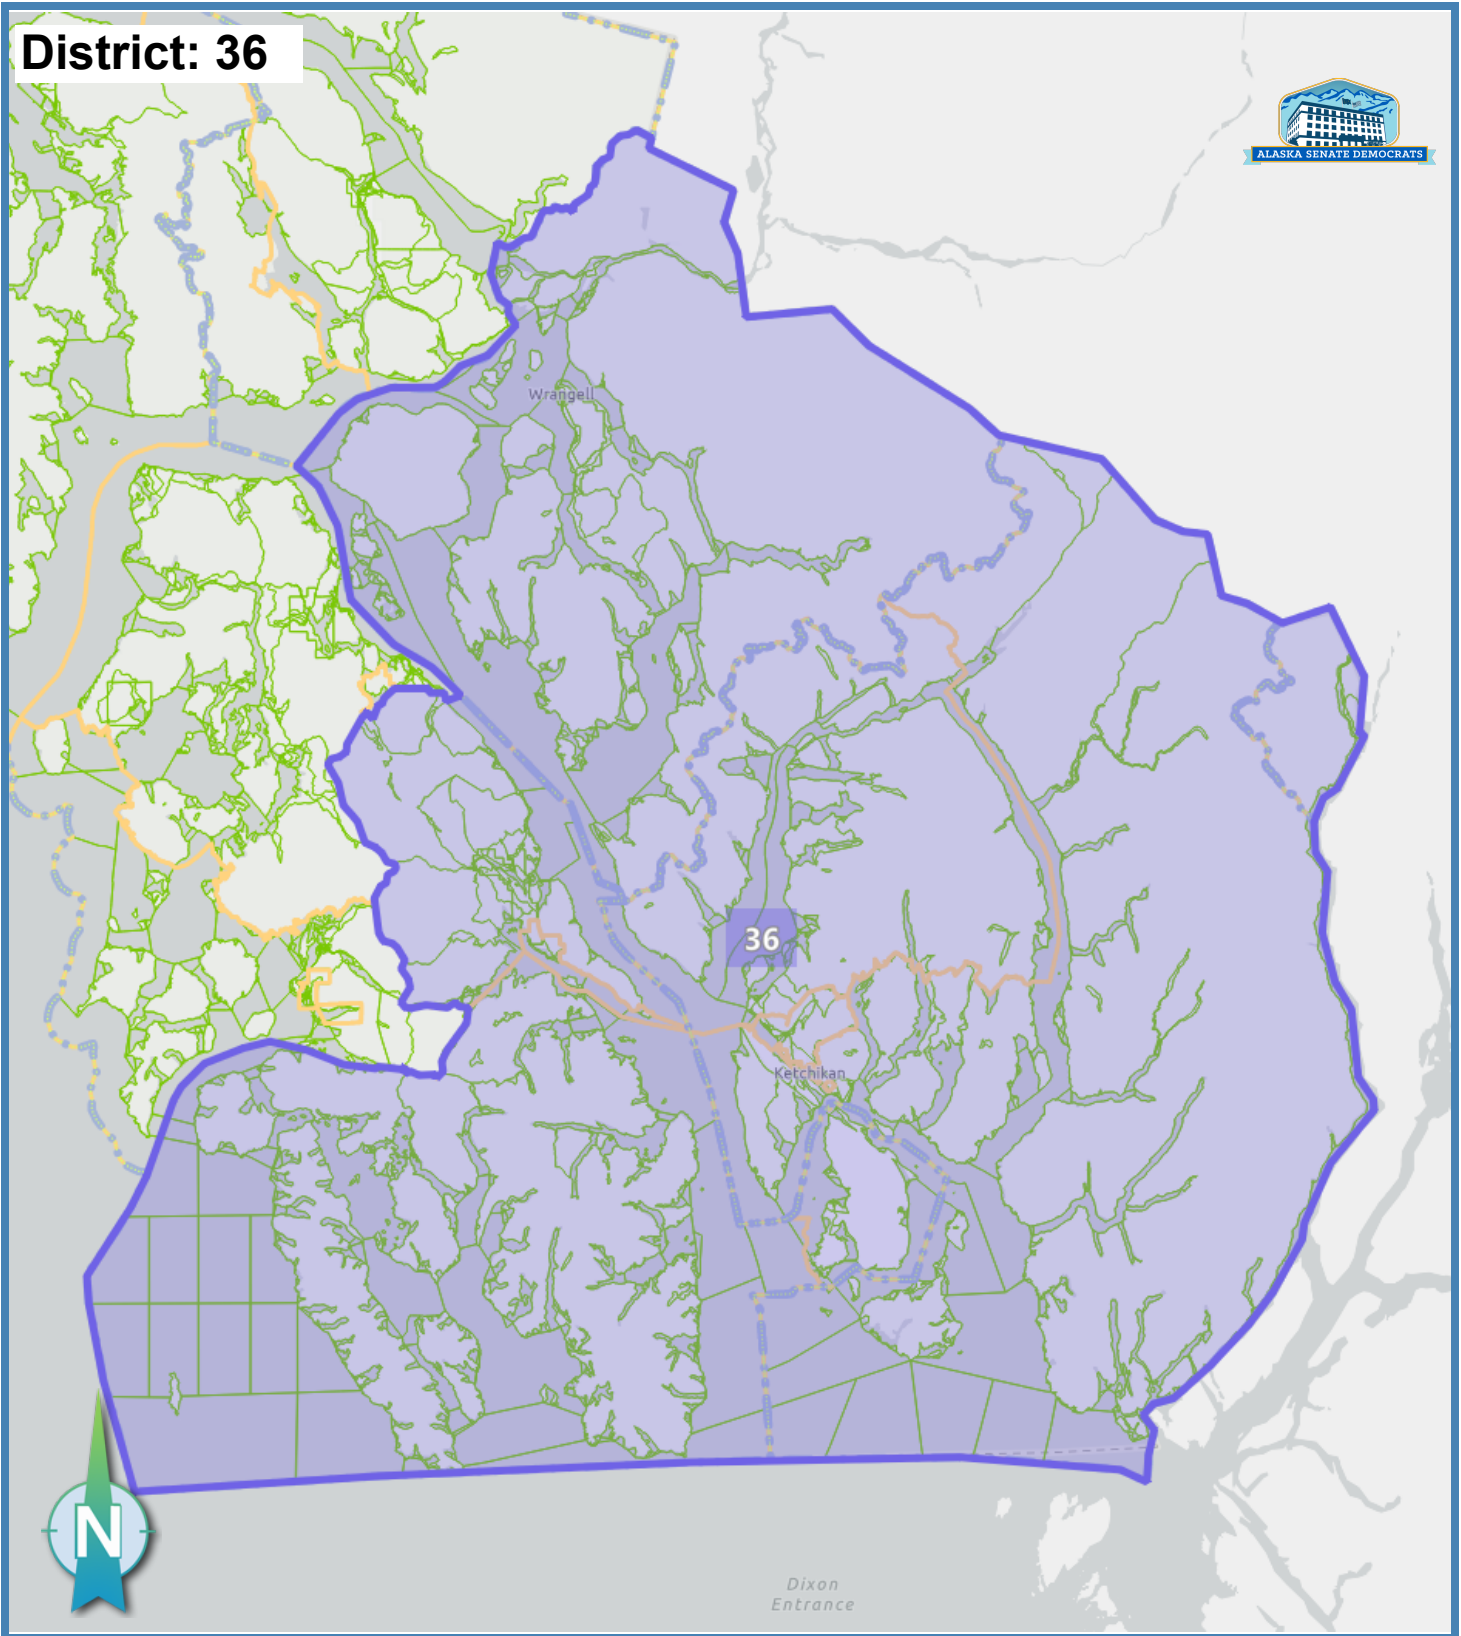 District: 36
ALASKA SENATE DEMOCRATS
Wrangell
36
Ketchikan
N
Dixon
Entrance